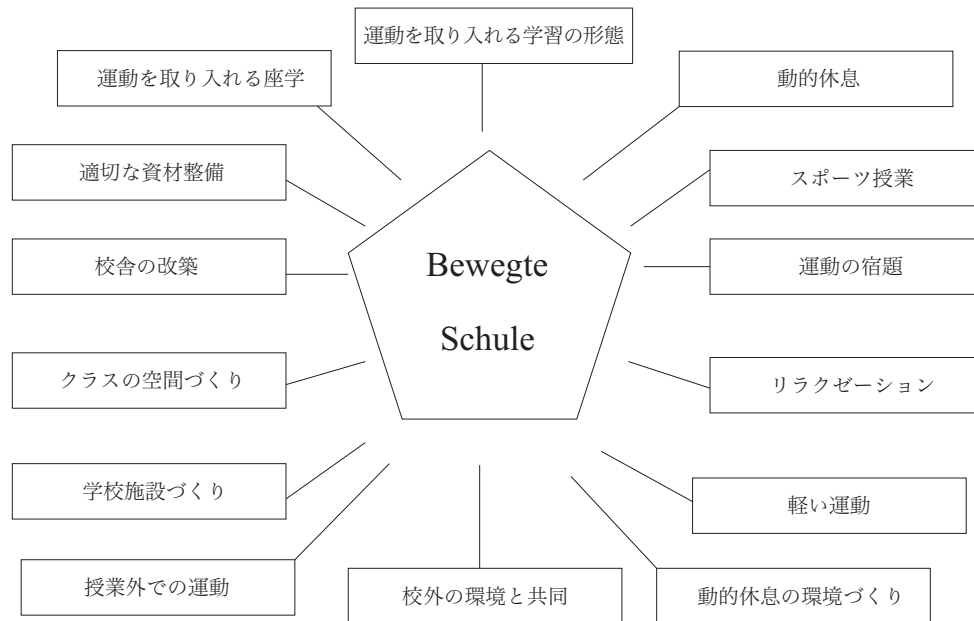 運動を取り入れる学習の形態
運動を取り入れる座学
動的休息
適切な資材整備
スポーツ授業
校舎の改築
Bewegte
Schule
運動の宿題
クラスの空間づくり
リラクゼーション
学校施設づくり
軽い運動
授業外での運動
校外の環境と共同
動的休息の環境づくり